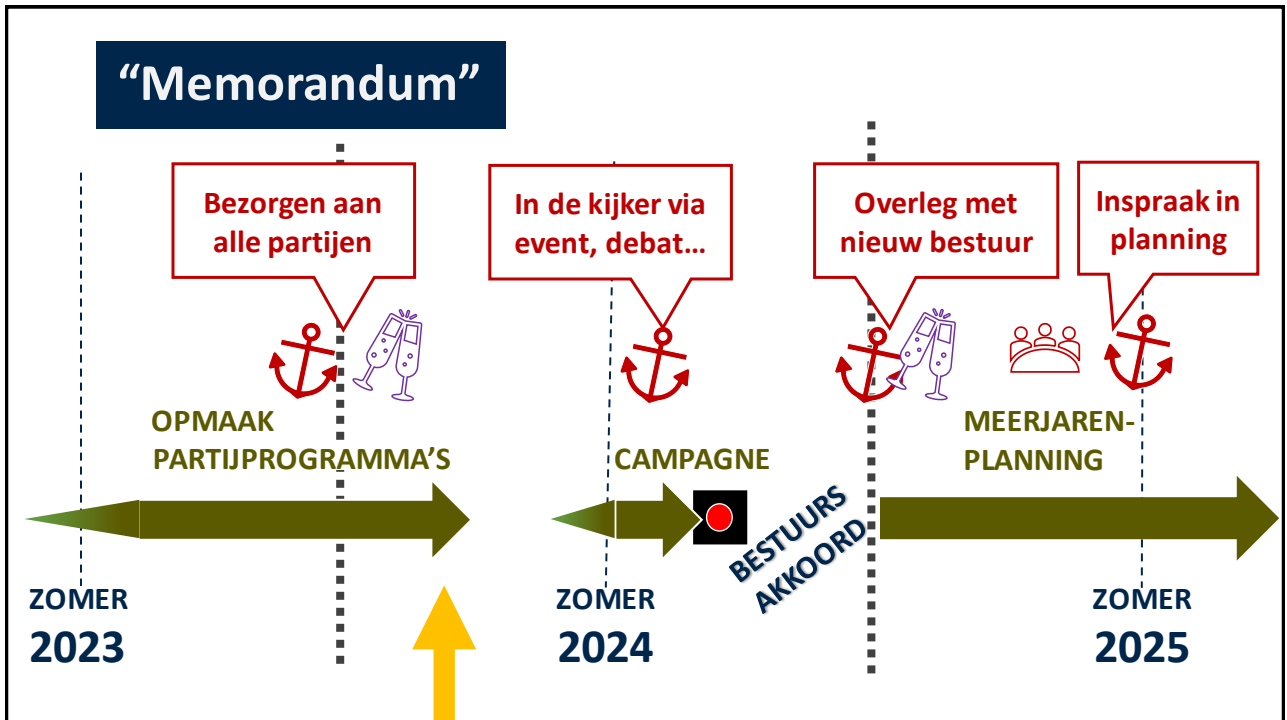 “Memorandum”
Bezorgen aan
alle partijen
In de kijker via
event, debat…
Overleg met
nieuw bestuur
Inspraak in
planning
OPMAAK
PARTIJPROGRAMMA’S
CAMPAGNE
BESTUURS
AKKOORD
MEERJAREN-
PLANNING
ZOMER
2023
ZOMER
2024
ZOMER
2025